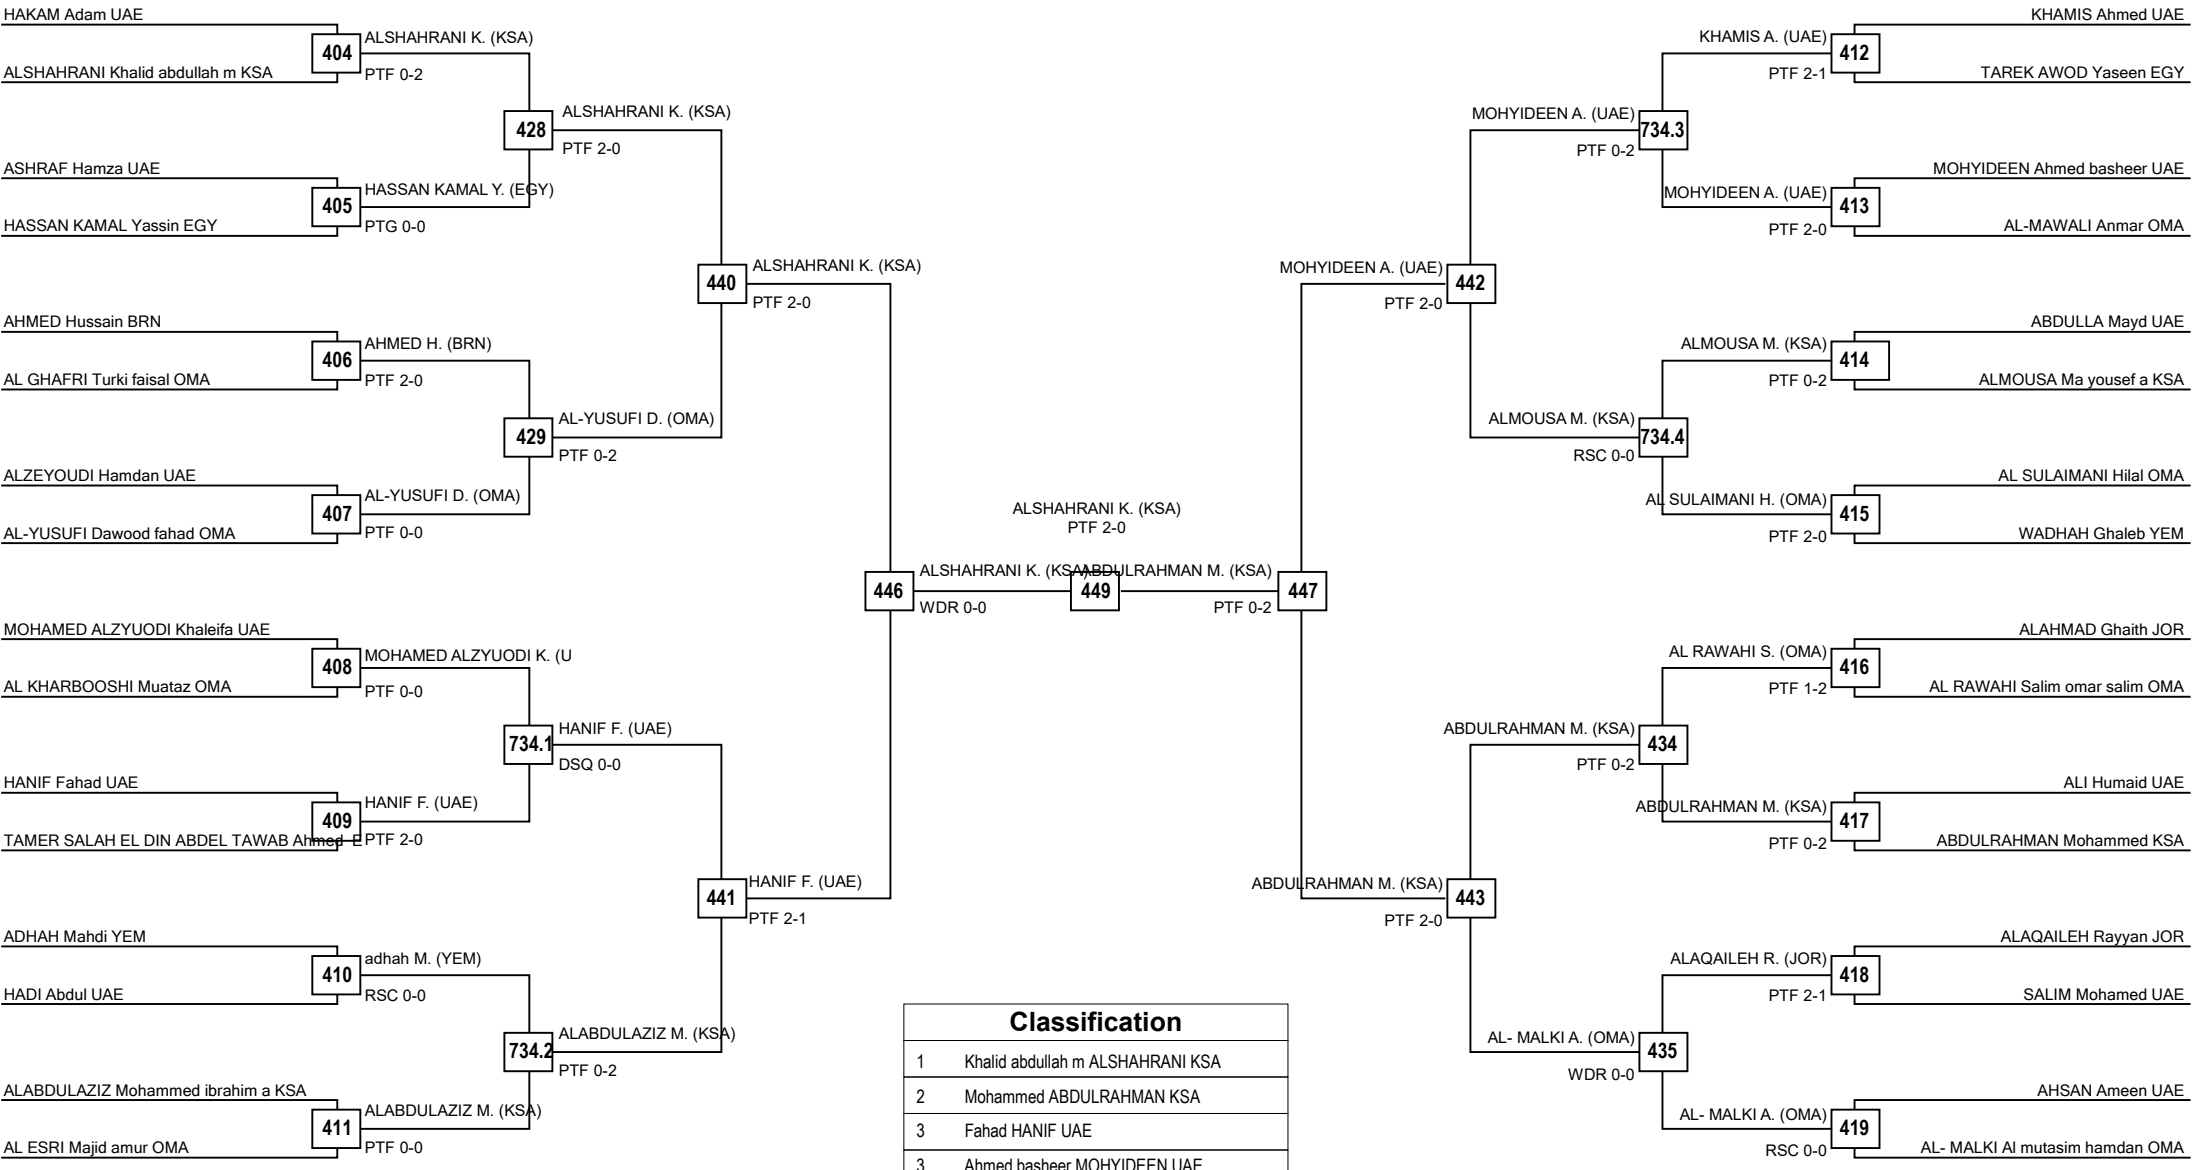 HAKAM Adam UAE
404
ALSHAHRANI K. (KSA)
PTF 0-2
ALSHAHRANI Khalid abdullah m KSA
428
ALSHAHRANI K. (KSA)
PTF 2-0
ASHRAF Hamza UAE
405
HASSAN KAMAL Y. (EGY)
PTG 0-0
HASSAN KAMAL Yassin EGY
440
ALSHAHRANI K. (KSA)
PTF 2-0
AHMED Hussain BRN
406
AHMED H. (BRN)
PTF 2-0
AL GHAFRI Turki faisal OMA
429
AL-YUSUFI D. (OMA)
PTF 0-2
ALZEYOUDI Hamdan UAE
407
AL-YUSUFI D. (OMA)
PTF 0-0
AL-YUSUFI Dawood fahad OMA
446
ALSHAHRANI K. (KSA)
WDR 0-0
MOHAMED ALZYUODI Khaleifa UAE
408
MOHAMED ALZYUODI K. (U
PTF 0-0
AL KHARBOOSHI Muataz OMA
734.1
HANIF F. (UAE)
DSQ 0-0
HANIF Fahad UAE
409
HANIF F. (UAE)
PTF 2-0
TAMER SALAH EL DIN ABDEL TAWAB Ahmed E
441
HANIF F. (UAE)
PTF 2-1
ADHAH Mahdi YEM
410
adhah M. (YEM)
RSC 0-0
HADI Abdul UAE
734.2
ALABDULAZIZ M. (KSA)
PTF 0-2
ALABDULAZIZ Mohammed ibrahim a KSA
411
ALABDULAZIZ M. (KSA)
PTF 0-0
AL ESRI Majid amur OMA
ALSHAHRANI K. (KSA)
PTF 2-0
449
KHAMIS Ahmed UAE
KHAMIS A. (UAE)
412
PTF 2-1
TAREK AWOD Yaseen EGY
MOHYIDEEN A. (UAE)
734.3
PTF 0-2
MOHYIDEEN Ahmed basheer UAE
MOHYIDEEN A. (UAE)
413
PTF 2-0
AL-MAWALI Anmar OMA
MOHYIDEEN A. (UAE)
442
PTF 2-0
ABDULLA Mayd UAE
ALMOUSA M. (KSA)
414
PTF 0-2
ALMOUSA Ma yousef a KSA
ALMOUSA M. (KSA)
734.4
RSC 0-0
AL SULAIMANI Hilal OMA
AL SULAIMANI H. (OMA)
415
PTF 2-0
WADHAH Ghaleb YEM
ABDULRAHMAN M. (KSA)
447
PTF 0-2
ALAHMAD Ghaith JOR
AL RAWAHI S. (OMA)
416
PTF 1-2
AL RAWAHI Salim omar salim OMA
ABDULRAHMAN M. (KSA)
434
PTF 0-2
ALI Humaid UAE
ABDULRAHMAN M. (KSA)
417
PTF 0-2
ABDULRAHMAN Mohammed KSA
ABDULRAHMAN M. (KSA)
443
PTF 2-0
ALAQAILEH Rayyan JOR
ALAQAILEH R. (JOR)
418
PTF 2-1
SALIM Mohamed UAE
AL- MALKI A. (OMA)
435
WDR 0-0
AHSAN Ameen UAE
AL- MALKI A. (OMA)
419
RSC 0-0
AL- MALKI Al mutasim hamdan OMA
Classification
1 Khalid abdullah m ALSHAHRANI KSA
2 Mohammed ABDULRAHMAN KSA
3 Fahad HANIF UAE
3 Ahmed basheer MOHYIDEEN UAE